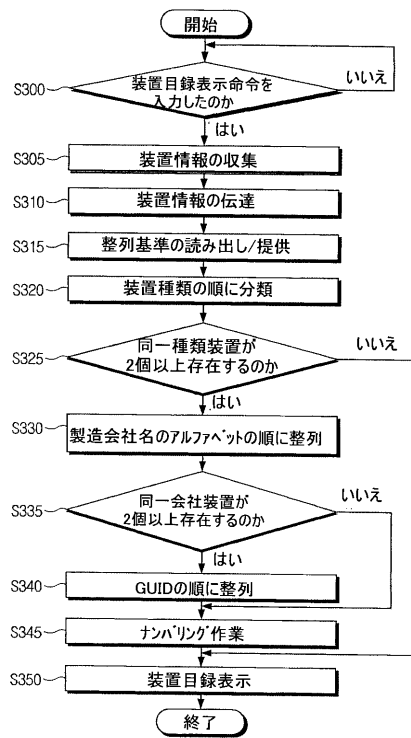 開始
S300
装置目録表示命令を
入力したのか
いいえ
はい
S305
装置情報の収集
S310
装置情報の伝達
S315
整列基準の読み出し/提供
S320
装置種類の順に分類
S325
同一種類装置が
2個以上存在するのか
いいえ
はい
S330
製造会社名のアルファベットの順に整列
S335
同一会社装置が
2個以上存在するのか
いいえ
はい
S340
GUIDの順に整列
S345
ナンバリング作業
S350
装置目録表示
終了